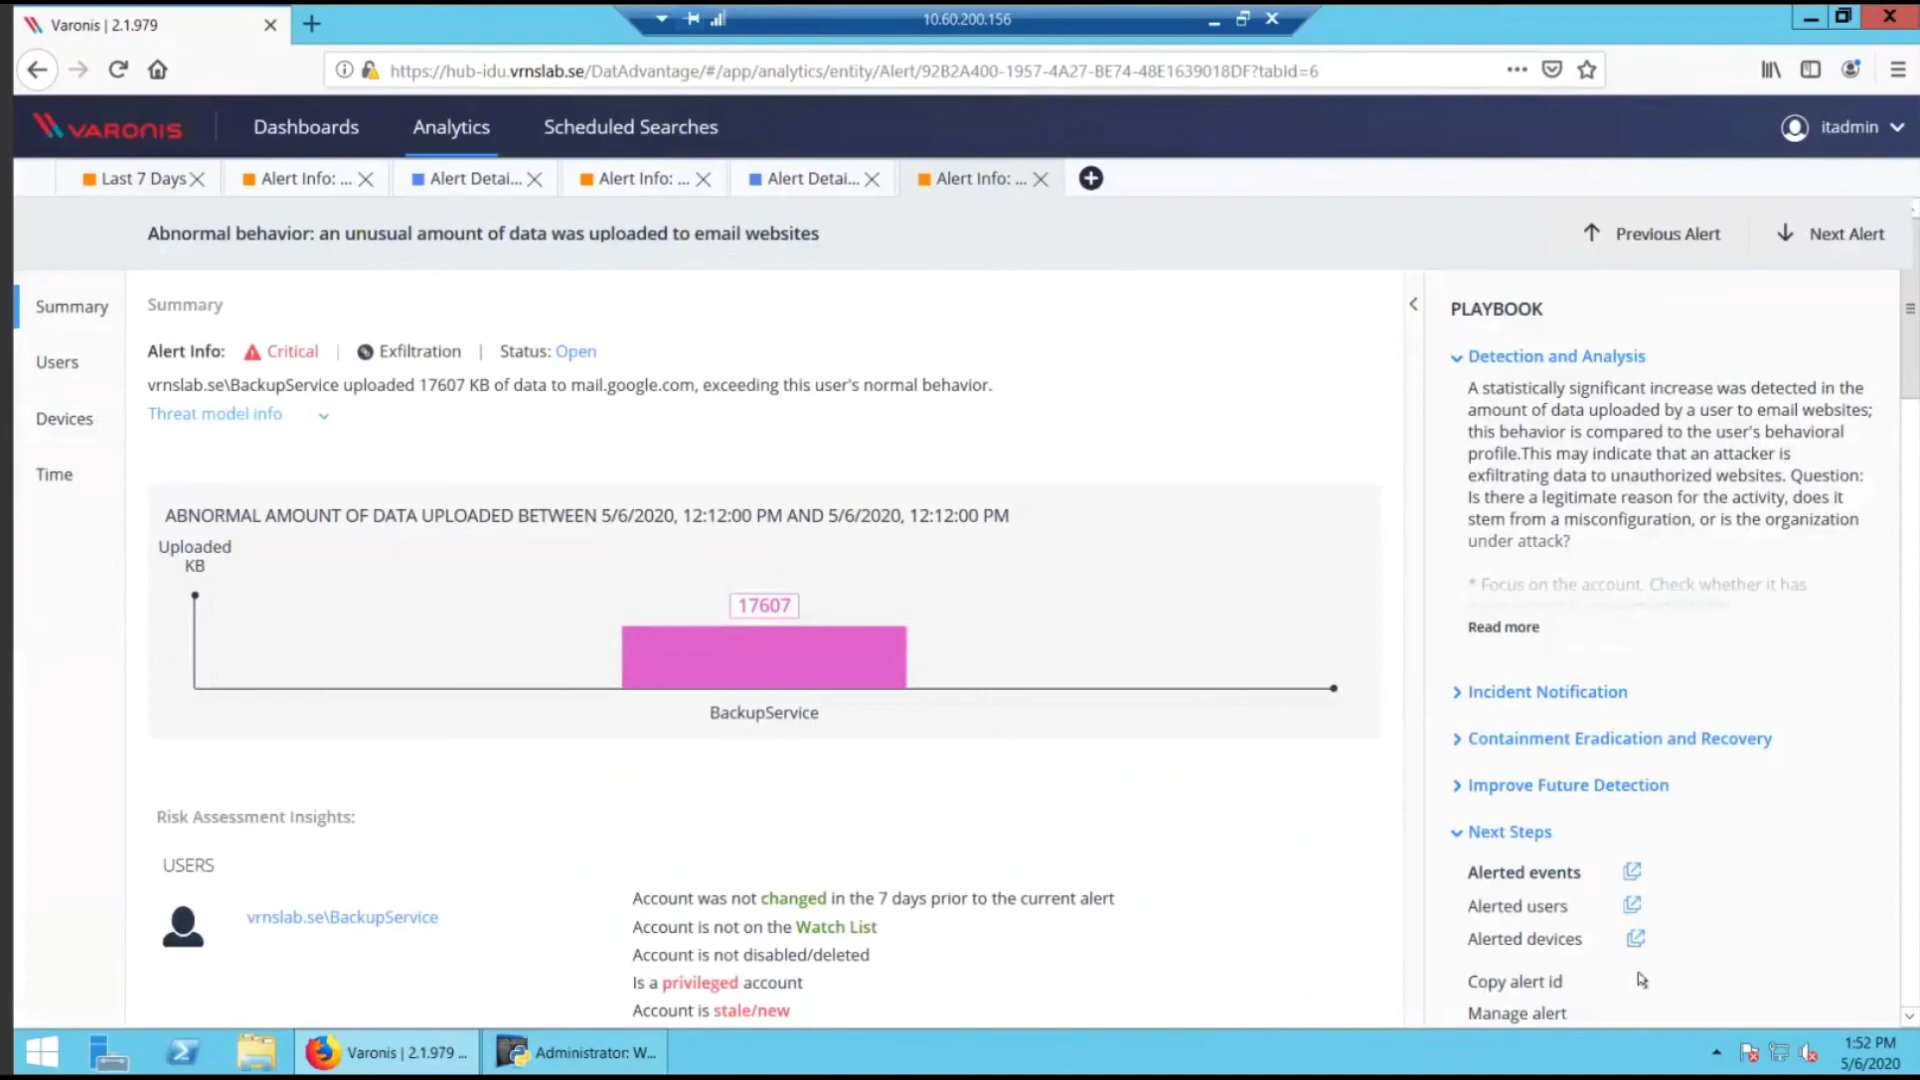 Varonis | 2.1.979
10.60.200.156
https://hub-idu.vrnslab.se/DatAdvantage/#/app/analytics/entity/Alert/92B2A400-1957-4A27-BE74-48E1639018DF?tabId=6
VARONIS
Dashboards
Analytics
Scheduled Searches
itadmin
Last 7 Days
Alert Info: ...
Alert Detai...
Alert Info: ...
Alert Detai...
Alert Info: ...
Abnormal behavior: an unusual amount of data was uploaded to email websites
Previous Alert
Next Alert
Summary
Users
Devices
Time
Summary
Alert Info: Critical | Exfiltration | Status: Open
vrnslab.se\BackupService uploaded 17607 KB of data to mail.google.com, exceeding this user's normal behavior.
Threat model info
ABNORMAL AMOUNT OF DATA UPLOADED BETWEEN 5/6/2020, 12:12:00 PM AND 5/6/2020, 12:12:00 PM
Uploaded
KB
17607
BackupService
Risk Assessment Insights:
USERS
vrnslab.se\BackupService
Account was not changed in the 7 days prior to the current alert
Account is not on the Watch List
Account is not disabled/deleted
Is a privileged account
Account is stale/new
PLAYBOOK
Detection and Analysis
A statistically significant increase was detected in the
amount of data uploaded by a user to email websites;
this behavior is compared to the user's behavioral
profile.This may indicate that an attacker is
exfiltrating data to unauthorized websites. Question:
Is there a legitimate reason for the activity, does it
stem from a misconfiguration, or is the organization
under attack?
* Focus on the account. Check whether it has
Read more
Incident Notification
Containment Eradication and Recovery
Improve Future Detection
Next Steps
Alerted events
Alerted users
Alerted devices
Copy alert id
Manage alert
Varonis | 2.1.979 ...
Administrator: W...
1:52 PM
5/6/2020